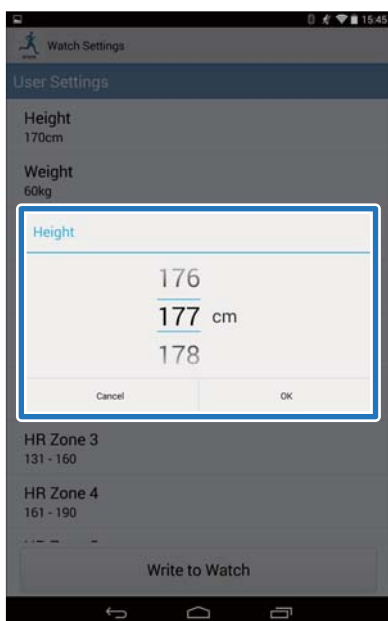 15:45
Watch Settings
User Settings
Height
170cm
Weight
60kg
Height
176
177 cm
178
Cancel OK
HR Zone 3
131 - 160
HR Zone 4
161 - 190
Write to Watch